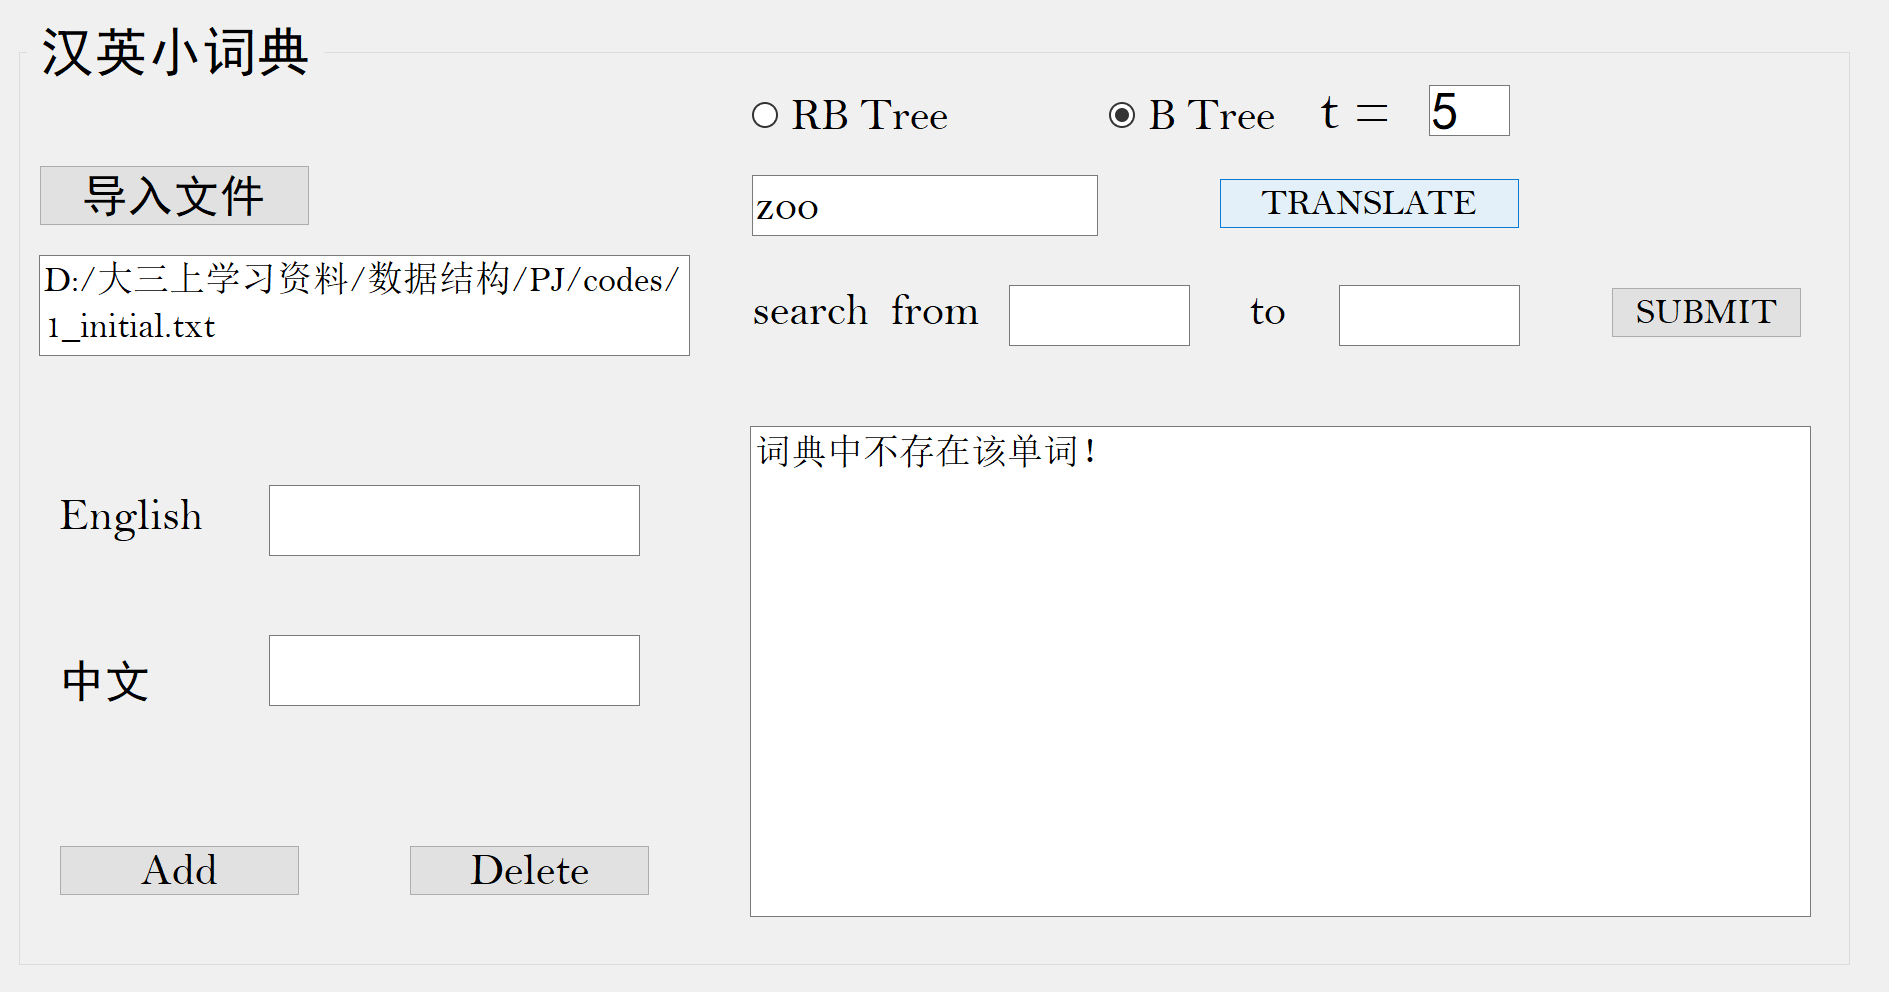 汉英小词典
RB Tree
B Tree
t =
5
导入文件
zoo
TRANSLATE
D:/大三上学习资料/数据结构/PJ/codes/
1_initial.txt
search from
to
SUBMIT
词典中不存在该单词！
English
中文
Add
Delete